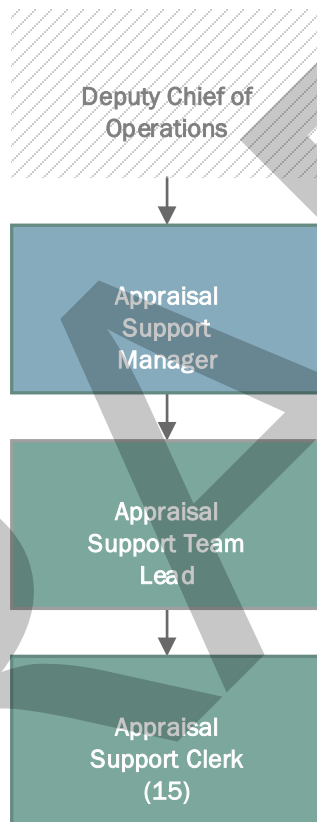 Deputy Chief of
Operations
Appraisal
Support
Manager
Appraisal
Support Team
Lead
Appraisal
Support Clerk
(15)